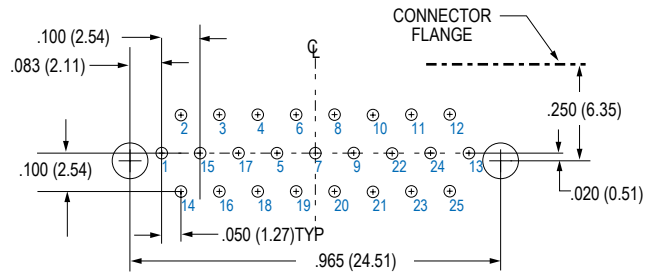 CONNECTOR
FLANGE
.100 (2.54)
℄
.083 (2.11)
.250 (6.35)
2 3 4 6 8 10 11 12
.100 (2.54)
1 15 17 5 7 9 22 24 13
.020 (0.51)
14 16 18 19 20 21 23 25
.050 (1.27)TYP
.965 (24.51)